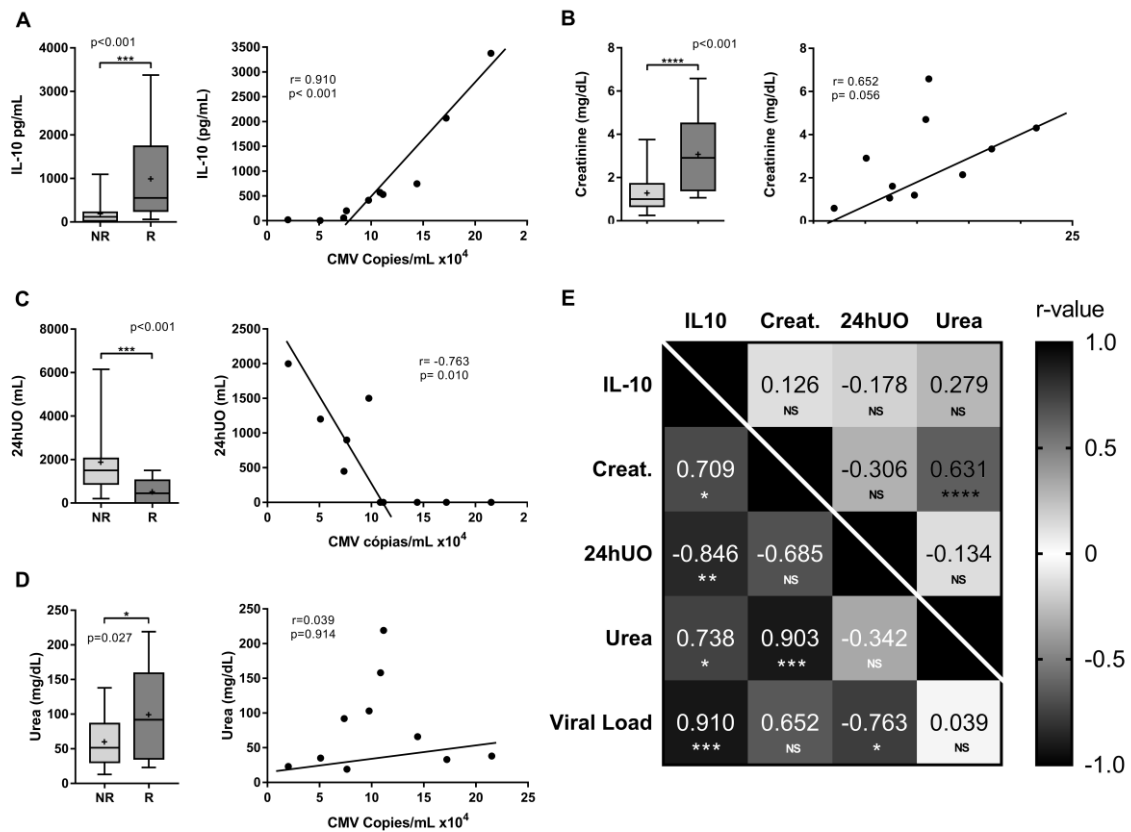 A
p<0.001
***
IL-10 pg/mL
4000
3000
2000
1000
0
NR
R
IL-10 (pg/mL)
3500
3000
2500
2000
1500
1000
500
0
r= 0.910
p< 0.001
0
5
10
15
20
2
CMV Copies/mL x10⁴
B
p<0.001
****
Creatinine (mg/dL)
8
6
4
2
0
NR
R
Creatinine (mg/dL)
8
6
4
2
0
r= 0.652
p= 0.056
25
C
p<0.001
***
24hUO (mL)
8000
6000
4000
2000
0
NR
R
24hUO (mL)
2500
2000
1500
1000
500
0
r= -0.763
p= 0.010
0
5
10
15
20
2
CMV cópias/mL x10⁴
D
*
p=0.027
Urea (mg/dL)
250
200
150
100
50
0
NR
R
Urea (mg/dL)
250
200
150
100
50
0
r=0.039
p=0.914
0
5
10
15
20
25
CMV Copies/mL x10⁴
E
IL10 Creat. 24hUO Urea
IL-10 0.126 -0.178 0.279
NS NS NS
Creat. 0.709 -0.306 0.631
* NS ****
24hUO -0.846 -0.685 -0.134
** NS NS
Urea 0.738 0.903 -0.342
* *** NS
Viral Load 0.910 0.652 -0.763 0.039
*** NS * NS
r-value
1.0
0.5
0
-0.5
-1.0